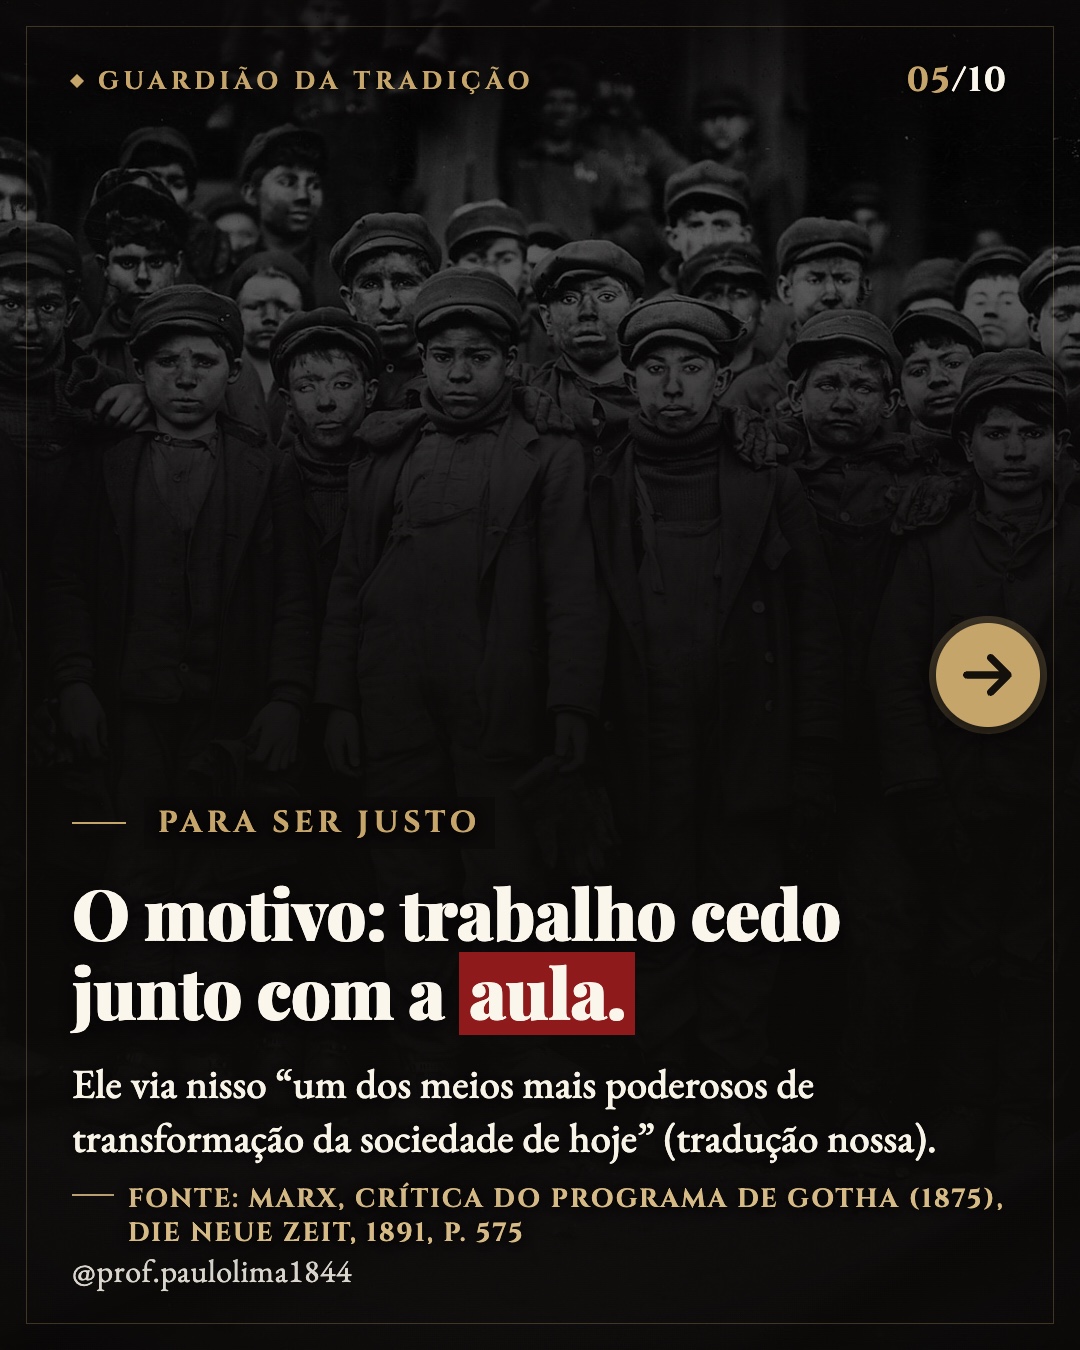 GUARDIÃO DA TRADIÇÃO
05/10
PARA SER JUSTO
O motivo: trabalho cedo
junto com a aula.
Ele via nisso “um dos meios mais poderosos de
transformação da sociedade de hoje” (tradução nossa).
FONTE: MARX, CRÍTICA DO PROGRAMA DE GOTHA (1875),
DIE NEUE ZEIT, 1891, P. 575
@prof.paulolima1844